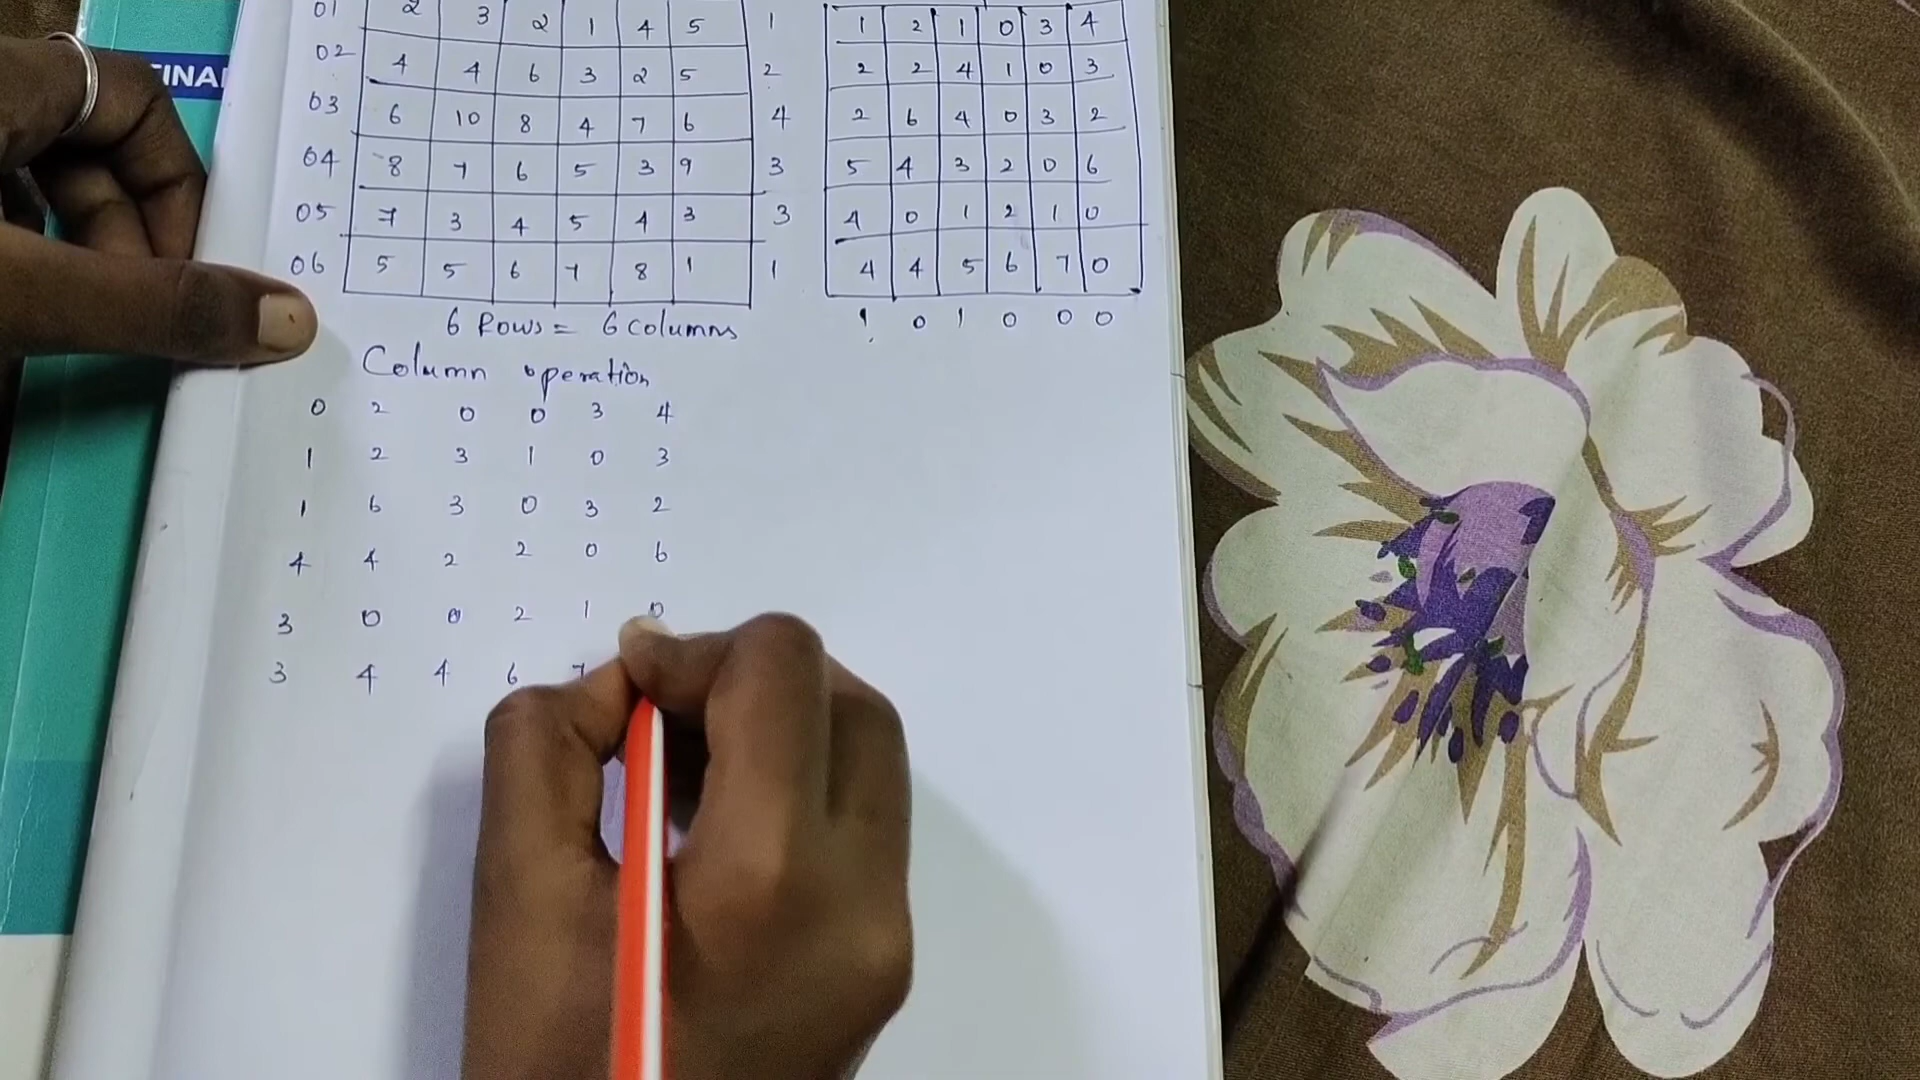 01 2 3 2 1 4 5 1
02 4 4 6 3 2 5 2
03 6 10 8 4 7 6 4
04 8 7 6 5 3 9 3
05 7 3 4 5 4 3 3
06 5 5 6 7 8 1 1
6 Rows = 6 columns
1 2 1 0 3 4
2 2 4 1 0 3
2 6 4 0 3 2
5 4 3 2 0 6
4 0 1 2 1 0
4 4 5 6 7 0
1 0 1 0 0 0
Column operation
0 2 0 0 3 4
1 2 3 1 0 3
1 6 3 0 3 2
4 4 2 2 0 6
3 0 0 2 1 0
3 4 4 6 7